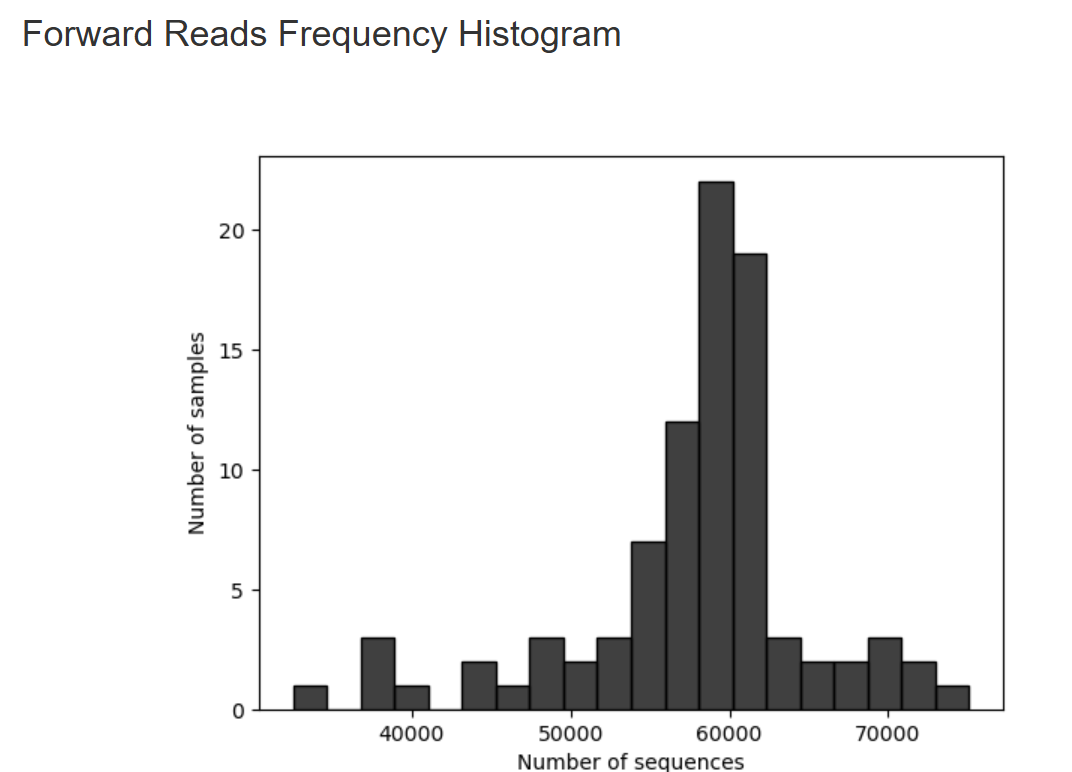 Forward Reads Frequency Histogram
20
15
10
5
0
Number of samples
40000 50000 60000 70000
Number of sequences